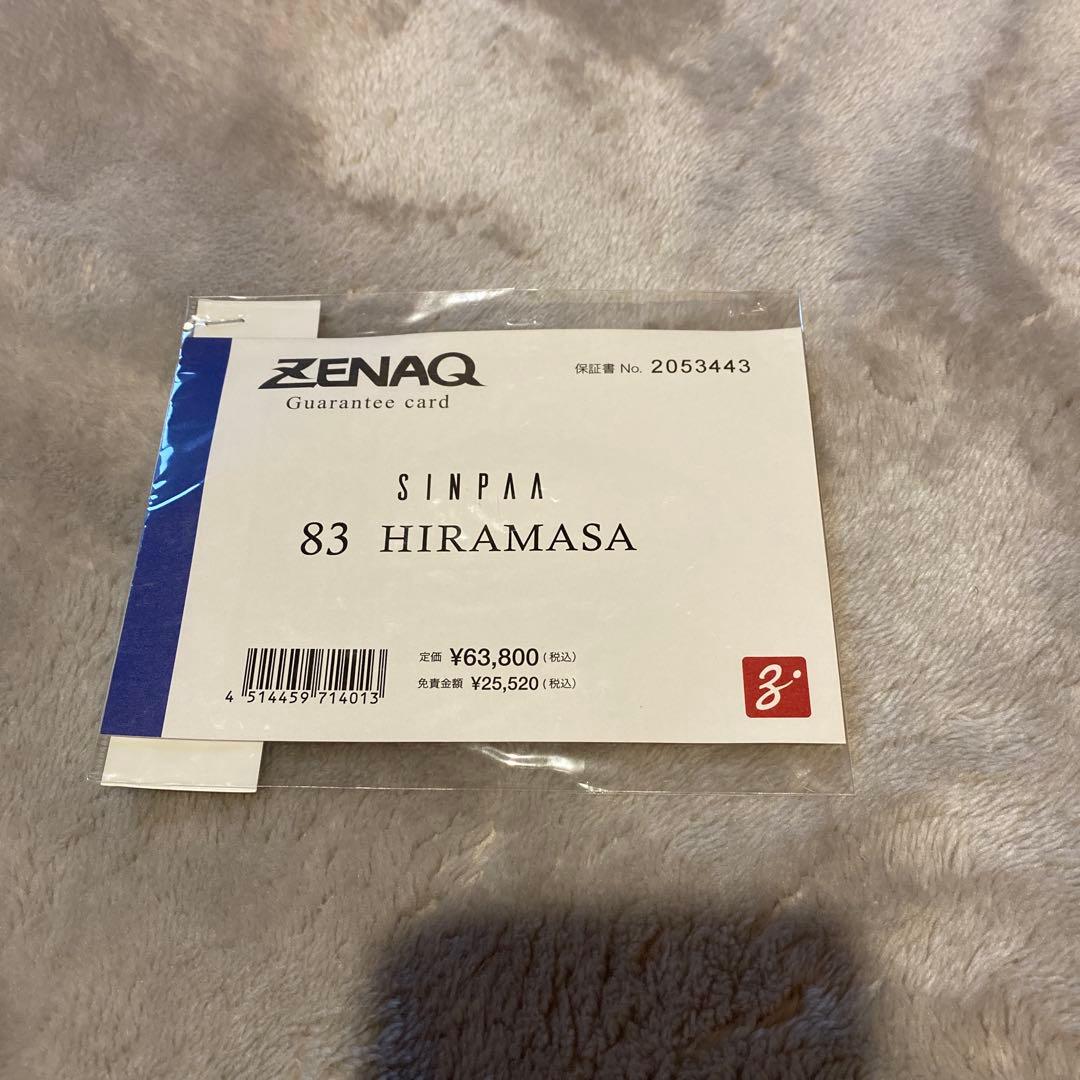 ZENAQ
Guarantee card
保証書 No. 2053443
SINPAA
83 HIRAMASA
定価 ¥63,800(税込)
免責金額 ¥25,520(税込)
4 514459 714013